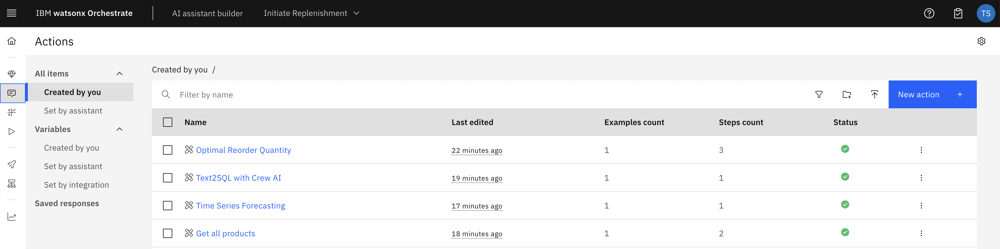 IBM watsonx Orchestrate
AI assistant builder
Initiate Replenishment
TS
Actions
All items
Created by you
Set by assistant
Variables
Created by you
Set by assistant
Set by integration
Saved responses
Created by you /
Filter by name
New action +
Name Last edited Examples count Steps count Status
Optimal Reorder Quantity 22 minutes ago 1 3
Text2SQL with Crew AI 19 minutes ago 1 1
Time Series Forecasting 17 minutes ago 1 1
Get all products 18 minutes ago 1 2